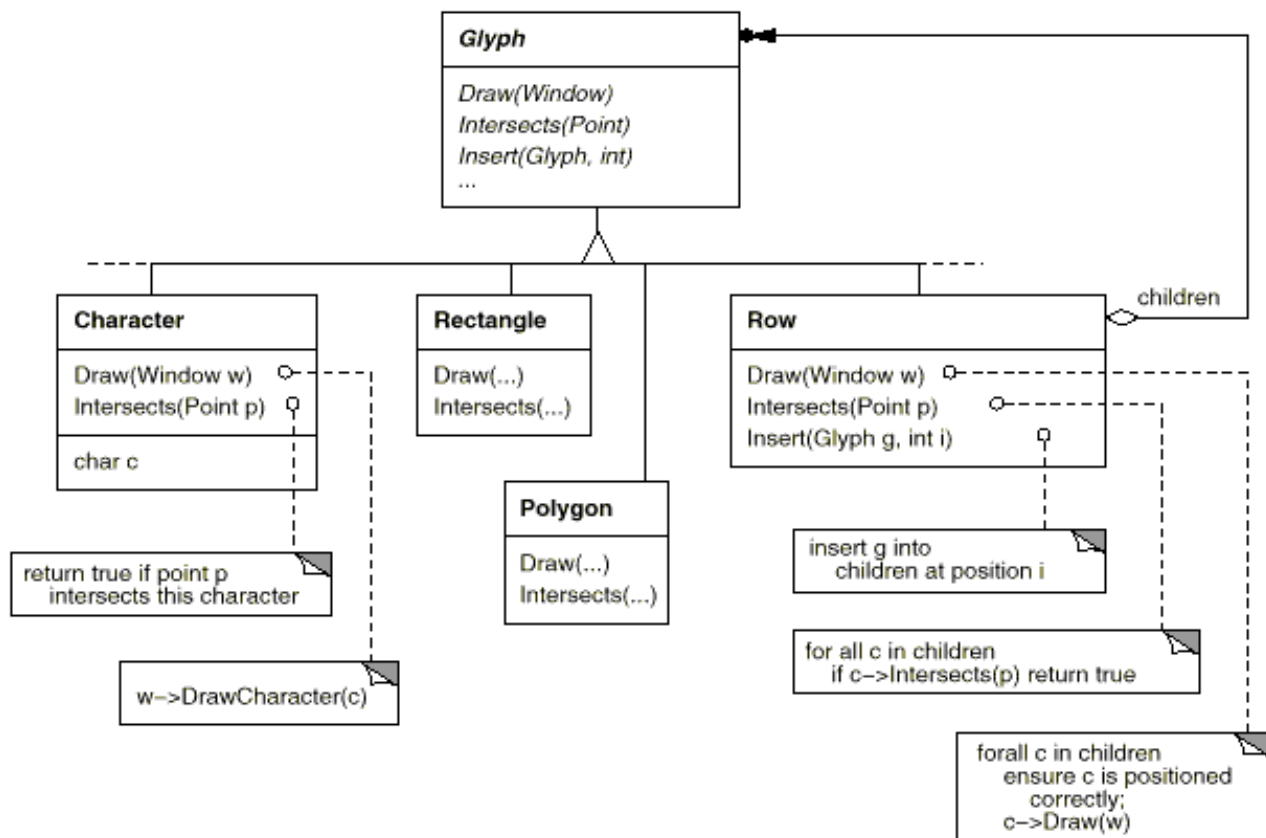 Glyph
Draw(Window)
Intersects(Point)
Insert(Glyph, int)
...
children
Character
Draw(Window w)
Intersects(Point p)
char c
Rectangle
Draw(...)
Intersects(...)
Polygon
Draw(...)
Intersects(...)
Row
Draw(Window w)
Intersects(Point p)
Insert(Glyph g, int i)
return true if point p
intersects this character
w->DrawCharacter(c)
insert g into
children at position i
for all c in children
if c->Intersects(p) return true
forall c in children
ensure c is positioned
correctly;
c->Draw(w)